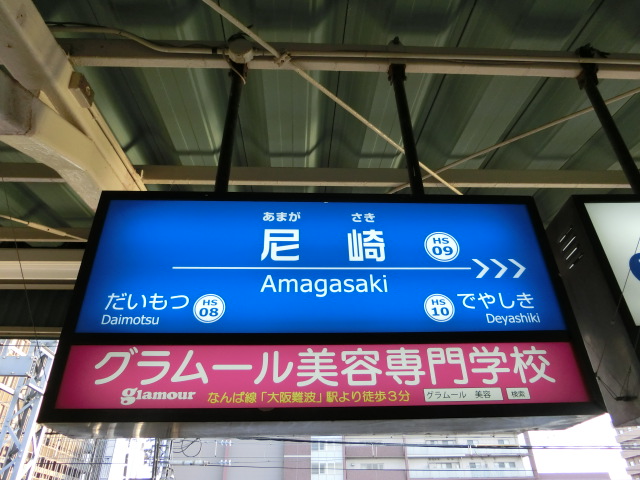 あまが さき
尼 崎 HS 09
Amagasaki
だいもつ HS 08 HS 10 でやしき
Daimotsu Deyashiki
グラムール美容専門学校
glamour なんば線「大阪難波」駅より徒歩3分 グラムール 美容 検索